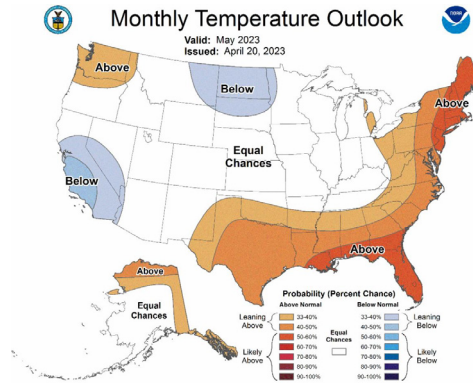 Monthly Temperature Outlook
Valid: May 2023
Issued: April 20, 2023
NOAA
Above
Below
Above
Equal
Chances
Below
Above
Above
Equal
Chances
Probability (Percent Chance)
Above Normal
Below Normal
Leaning
Above
33-40%
40-50%
50-60%
Likely
Above
60-70%
70-80%
80-90%
90-100%
Equal
Chances
33-40%
40-50%
50-60%
Leaning
Below
60-70%
70-80%
80-90%
90-100%
Likely
Below